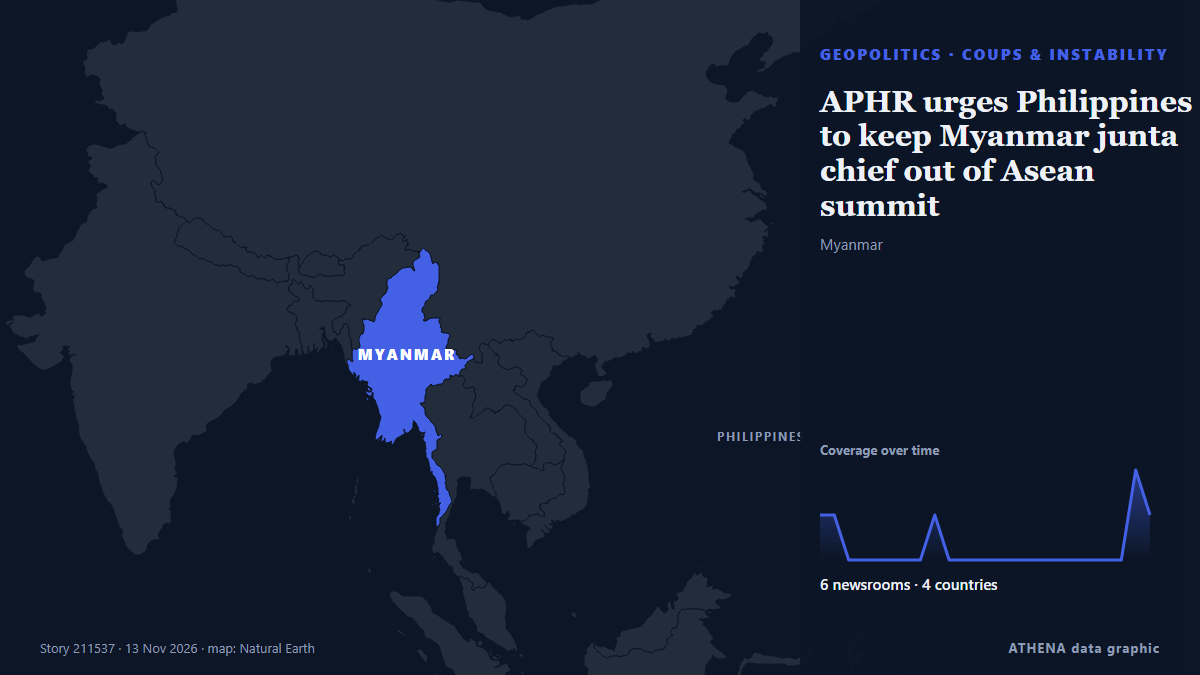 GEOPOLITICS · COUPS & INSTABILITY
APHR urges Philippines
to keep Myanmar junta
chief out of Asean
summit
Myanmar
MYANMAR
PHILIPPINES
Coverage over time
6 newsrooms · 4 countries
Story 211537 · 13 Nov 2026 · map: Natural Earth
ATHENA data graphic